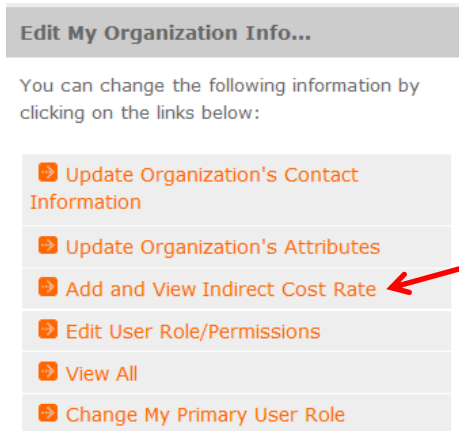 Edit My Organization Info...
You can change the following information by
clicking on the links below:
Update Organization's Contact
Information
Update Organization's Attributes
Add and View Indirect Cost Rate
Edit User Role/Permissions
View All
Change My Primary User Role